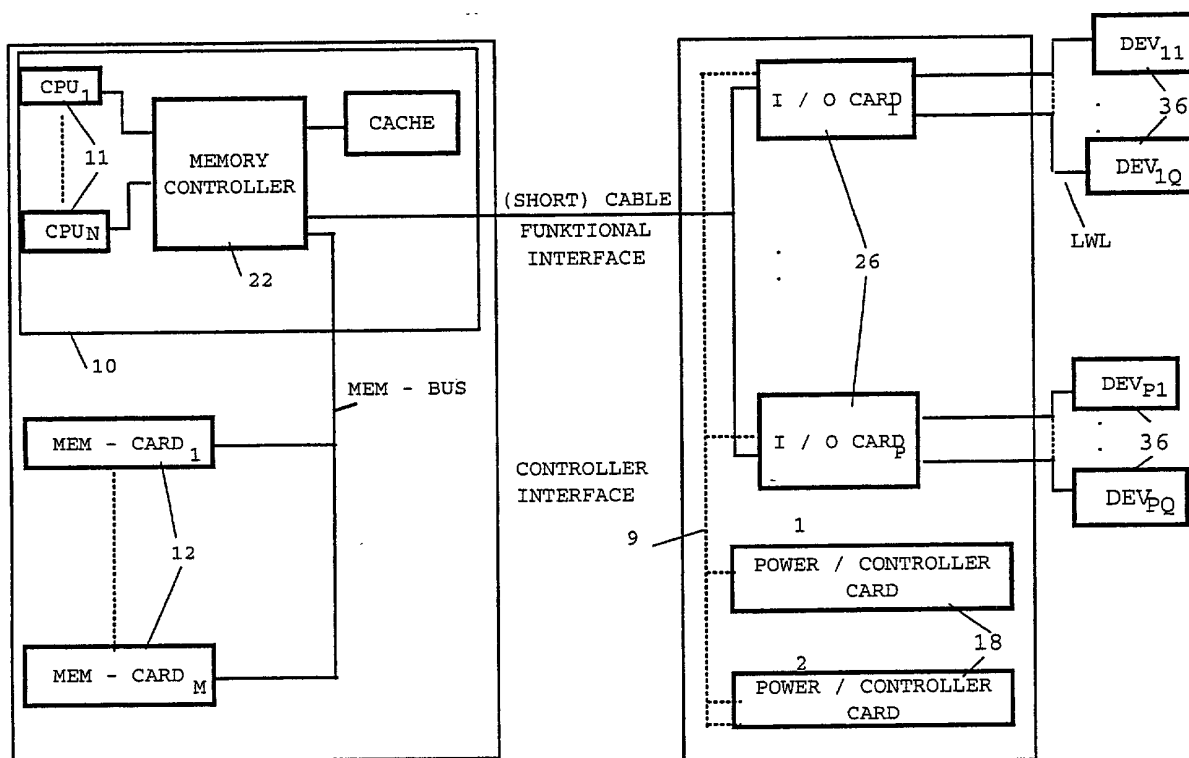 CPU1
11
CPUN
MEMORY
CONTROLLER
22
CACHE
10
(SHORT) CABLE
FUNKTIONAL
INTERFACE
MEM - BUS
MEM - CARD1
12
MEM - CARD M
CONTROLLER
INTERFACE
9
I / O CARD1
26
I / O CARDP
1
POWER / CONTROLLER
CARD
18
2
POWER / CONTROLLER
CARD
DEV11
36
DEV1Q
LWL
DEVP1
36
DEVPQ